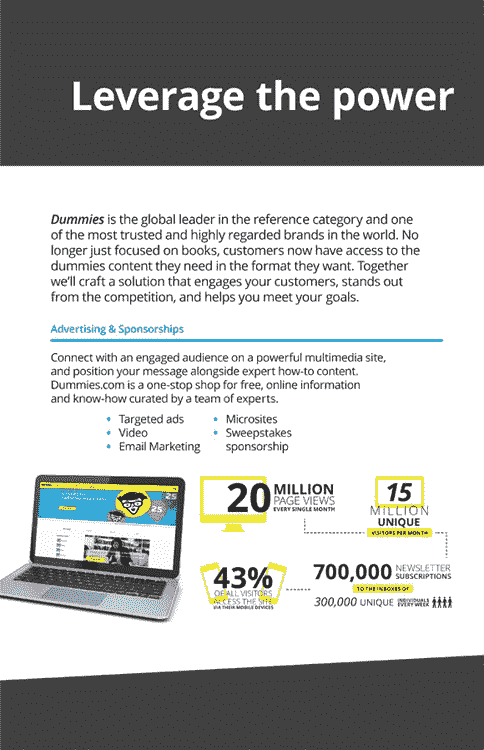 Leverage the power
Dummies is the global leader in the reference category and one
of the most trusted and highly regarded brands in the world. No
longer just focused on books, customers now have access to the
dummies content they need in the format they want. Together
we'll craft a solution that engages your customers, stands out
from the competition, and helps you meet your goals.
Advertising & Sponsorships
Connect with an engaged audience on a powerful multimedia site,
and position your message alongside expert how-to content.
Dummies.com is a one-stop shop for free, online information
and know-how curated by a team of experts.
• Targeted ads
• Video
• Email Marketing
• Microsites
• Sweepstakes
sponsorship
20 MILLION
PAGE VIEWS
EVERY SINGLE MONTH
15
MILLION
UNIQUE
VISITORS PER MONTH
43%
OF ALL VISITORS
ACCESS THE SITE
VIA THEIR MOBILE DEVICES
700,000 NEWSLETTER
SUBSCRIPTIONS
TO THE INBOXES OF
300,000 UNIQUE INDIVIDUALS
EVERY WEEK